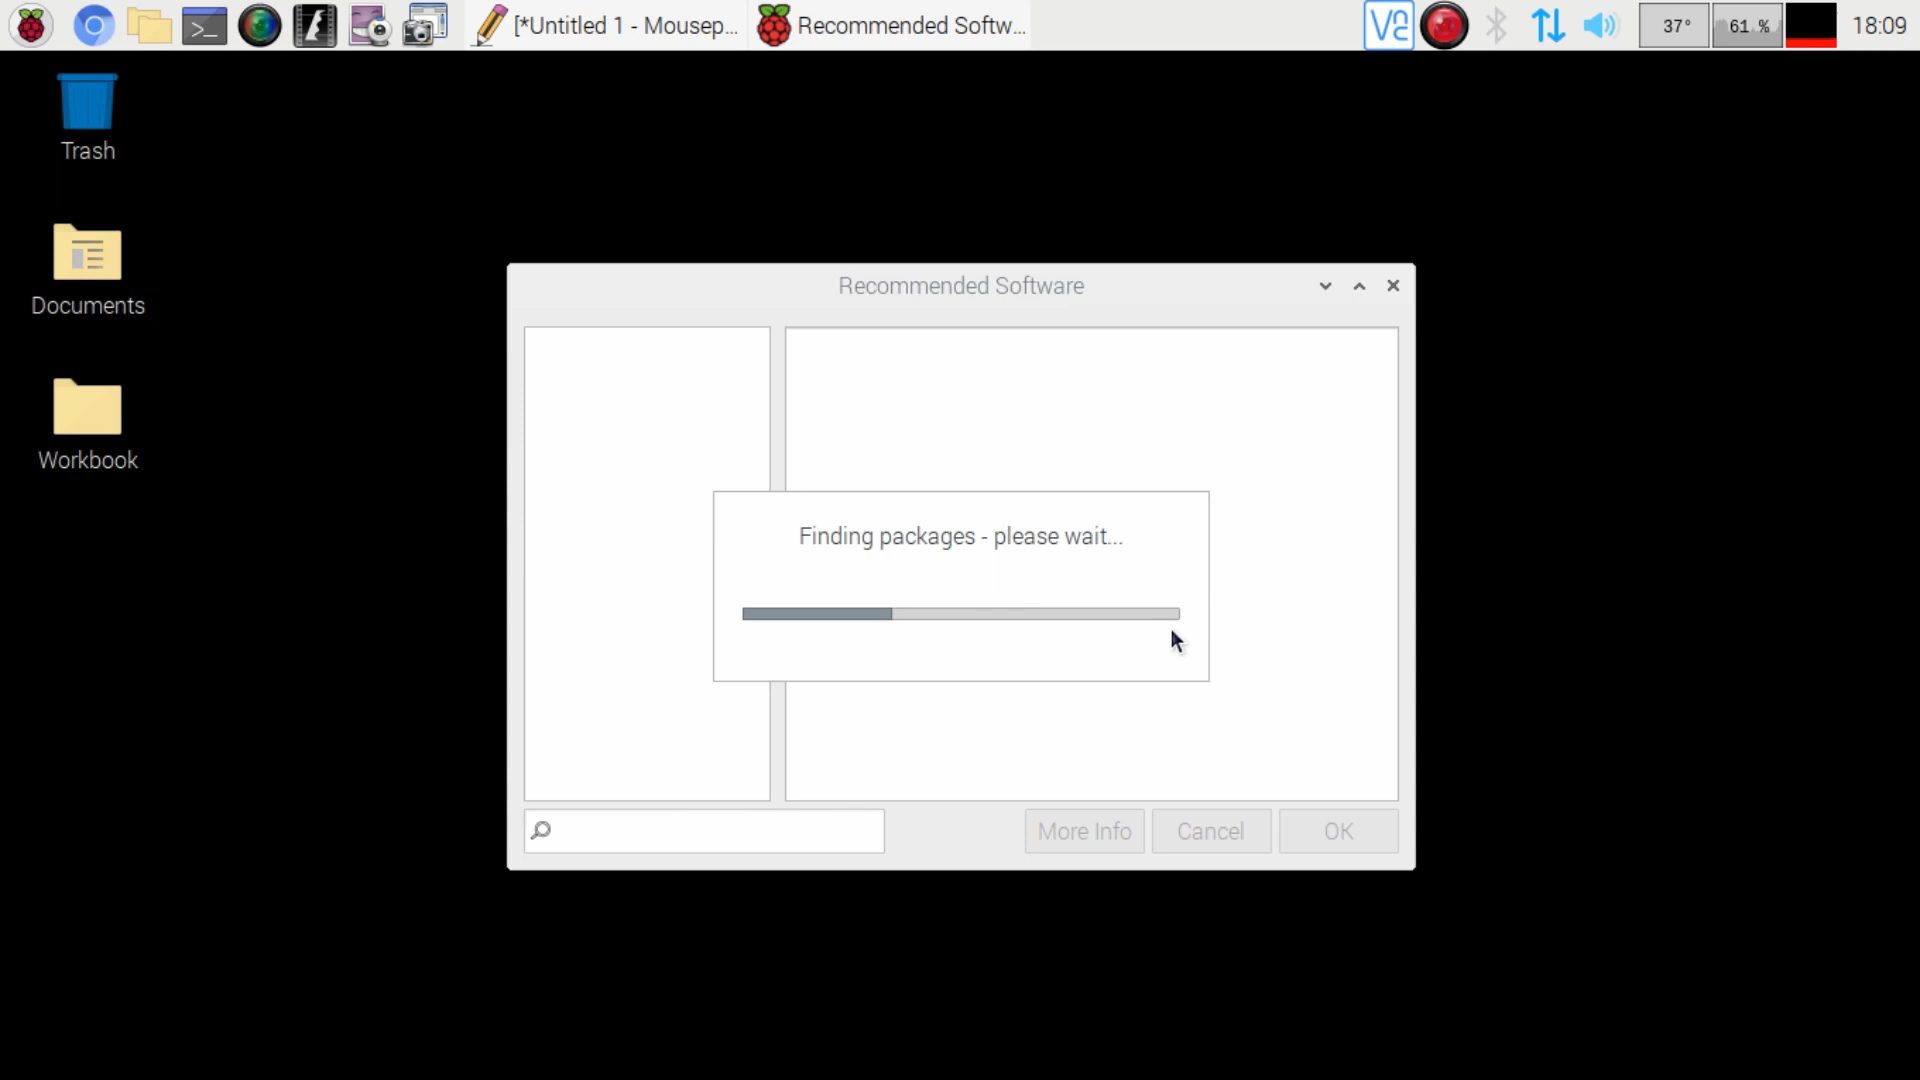 [*Untitled 1 - Mousep...
Recommended Softw...
37°
61 %
18:09
Trash
Documents
Workbook
Recommended Software
Finding packages - please wait...
More Info
Cancel
OK